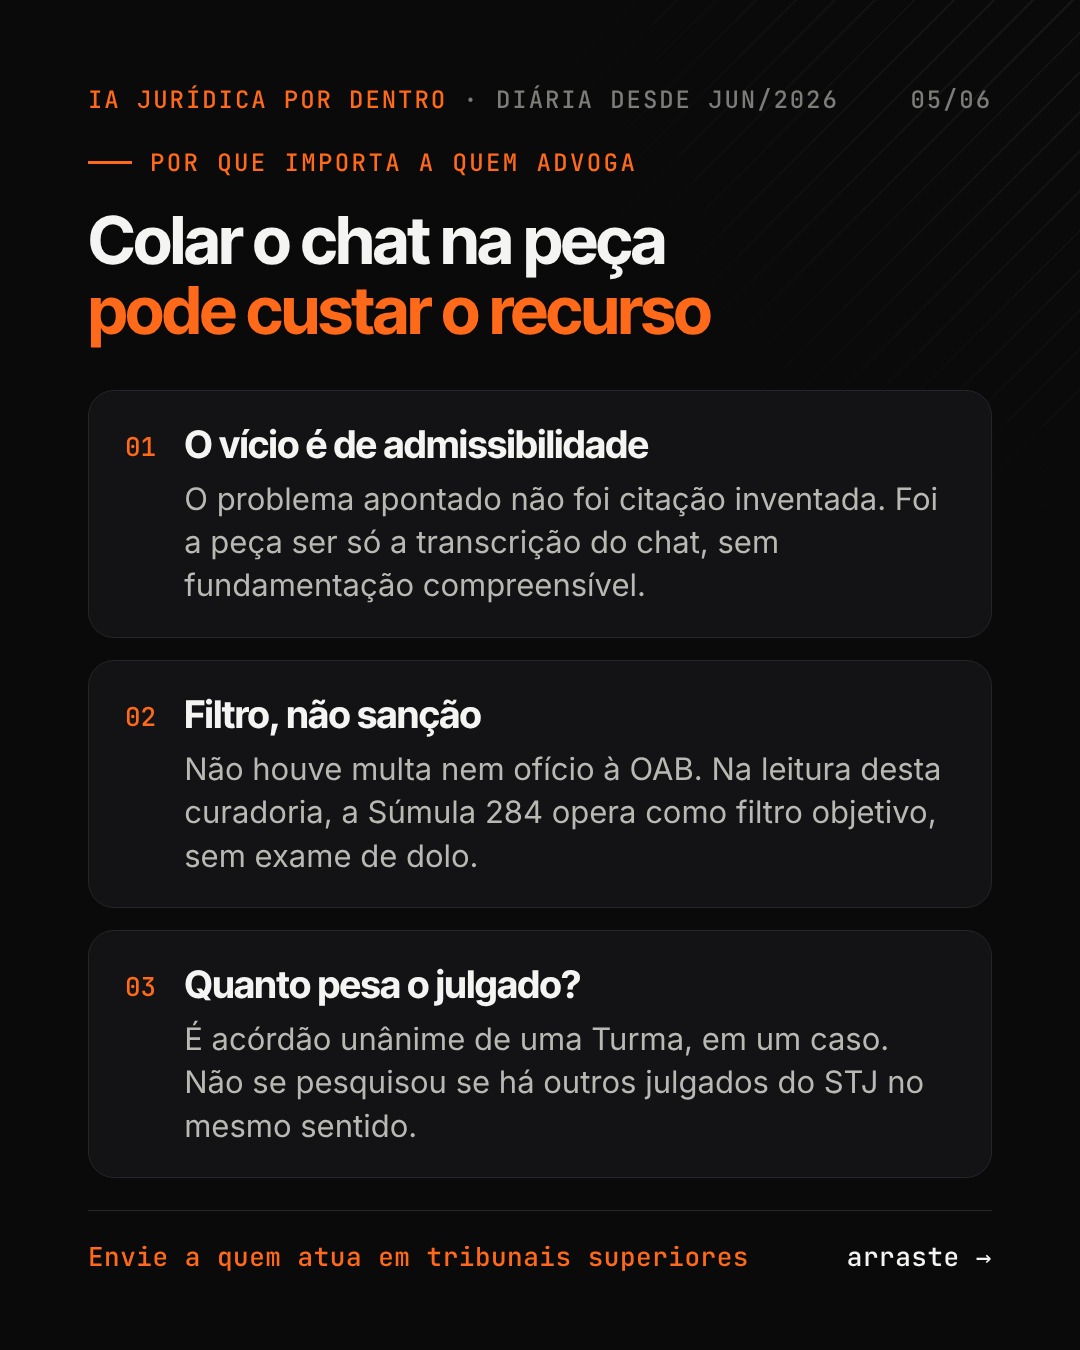 IA JURÍDICA POR DENTRO · DIÁRIA DESDE JUN/2026 05/06
POR QUE IMPORTA A QUEM ADVOGA
Colar o chat na peça
pode custar o recurso
01 O vício é de admissibilidade
O problema apontado não foi citação inventada. Foi
a peça ser só a transcrição do chat, sem
fundamentação compreensível.
02 Filtro, não sanção
Não houve multa nem ofício à OAB. Na leitura desta
curadoria, a Súmula 284 opera como filtro objetivo,
sem exame de dolo.
03 Quanto pesa o julgado?
É acórdão unânime de uma Turma, em um caso.
Não se pesquisou se há outros julgados do STJ no
mesmo sentido.
Envie a quem atua em tribunais superiores arraste →